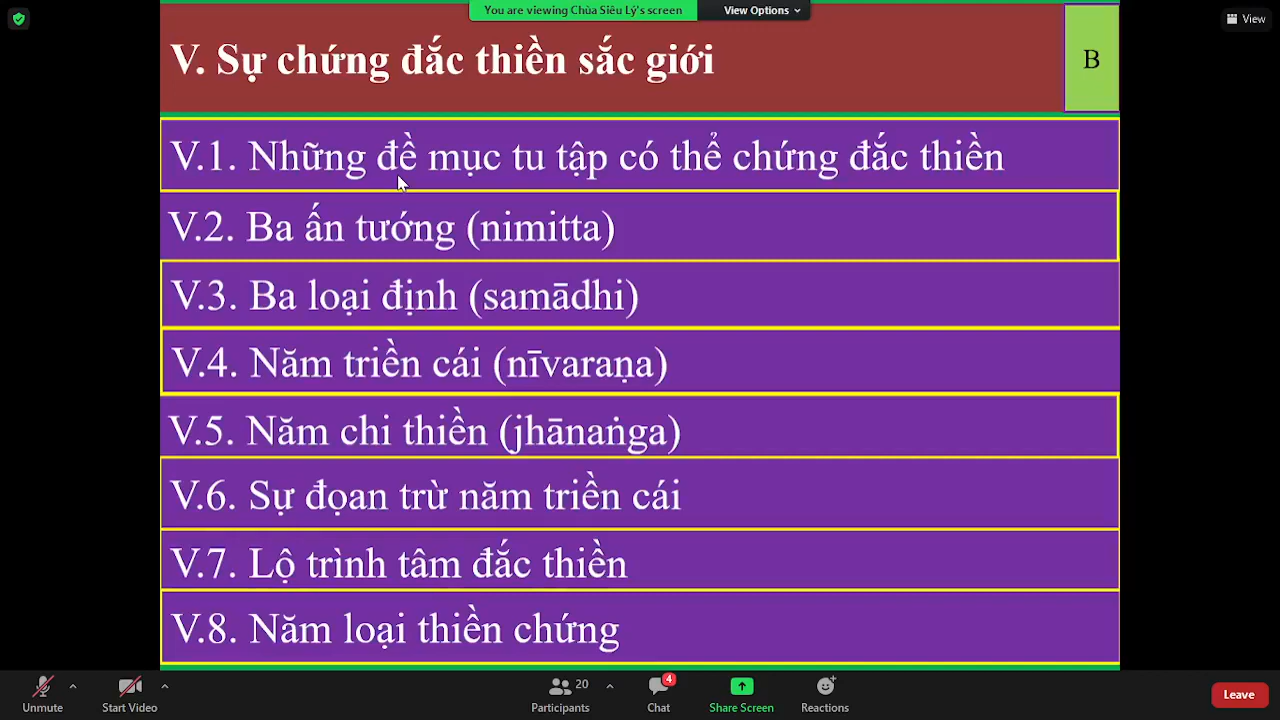 You are viewing Chùa Siêu Lý's screen
View Options
View
V. Sự chứng đắc thiền sắc giới
B
V.1. Những đề mục tu tập có thể chứng đắc thiền
V.2. Ba ấn tướng (nimitta)
V.3. Ba loại định (samādhi)
V.4. Năm triền cái (nīvaraṇa)
V.5. Năm chi thiền (jhānaṅga)
V.6. Sự đọan trừ năm triền cái
V.7. Lộ trình tâm đắc thiền
V.8. Năm loại thiền chứng
Unmute
Start Video
20
Participants
4
Chat
Share Screen
Reactions
Leave